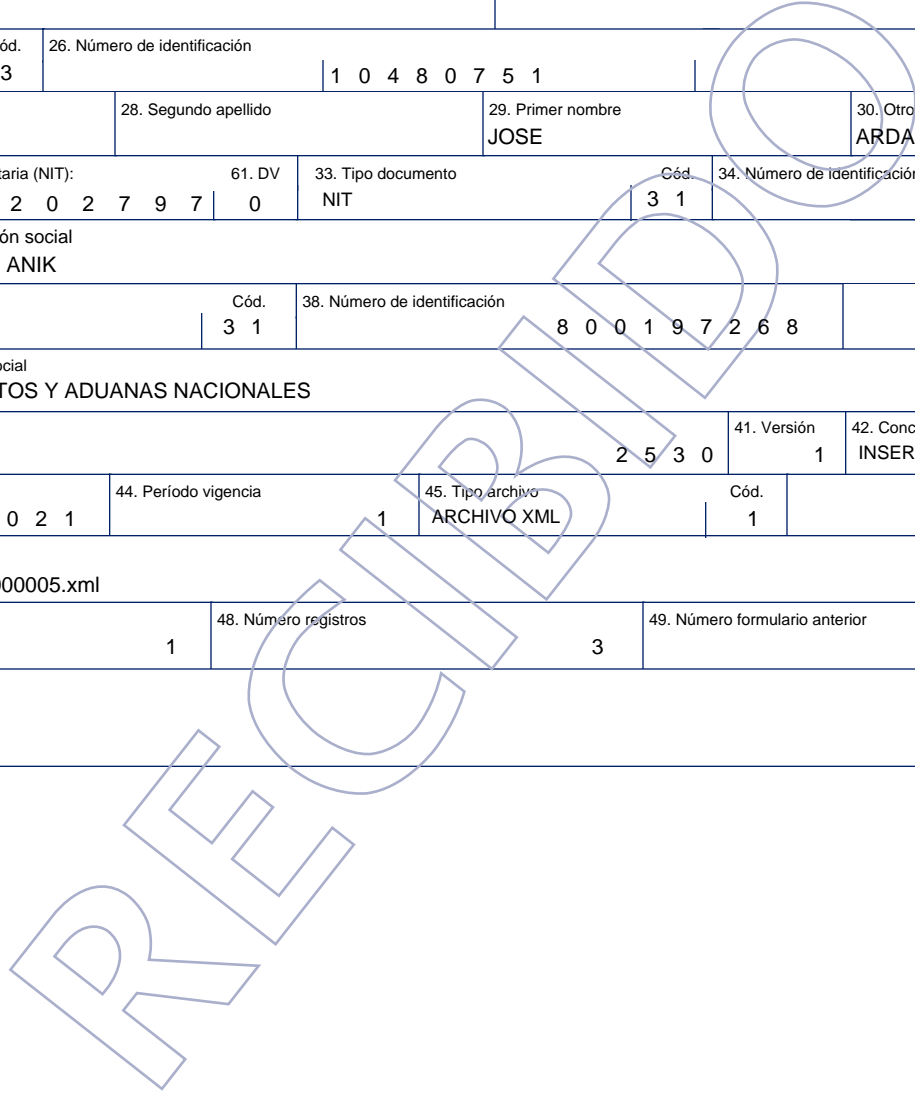 ód. 26. Número de identificación
3 1 0 4 8 0 7 5 1
28. Segundo apellido 29. Primer nombre 30. Otro
JOSE ARDA
taria (NIT): 61. DV 33. Tipo documento Cód. 34. Número de identificación
2 0 2 7 9 7 0 NIT 3 1
ón social
ANIK
Cód. 38. Número de identificación
3 1 8 0 0 1 9 7 2 6 8
ocial
TOS Y ADUANAS NACIONALES
41. Versión 42. Conc
2 5 3 0 1 INSER
44. Período vigencia 45. Tipo archivo Cód.
0 2 1 1 ARCHIVO XML 1
000005.xml
48. Número registros 49. Número formulario anterior
1 3
RECIBIDO